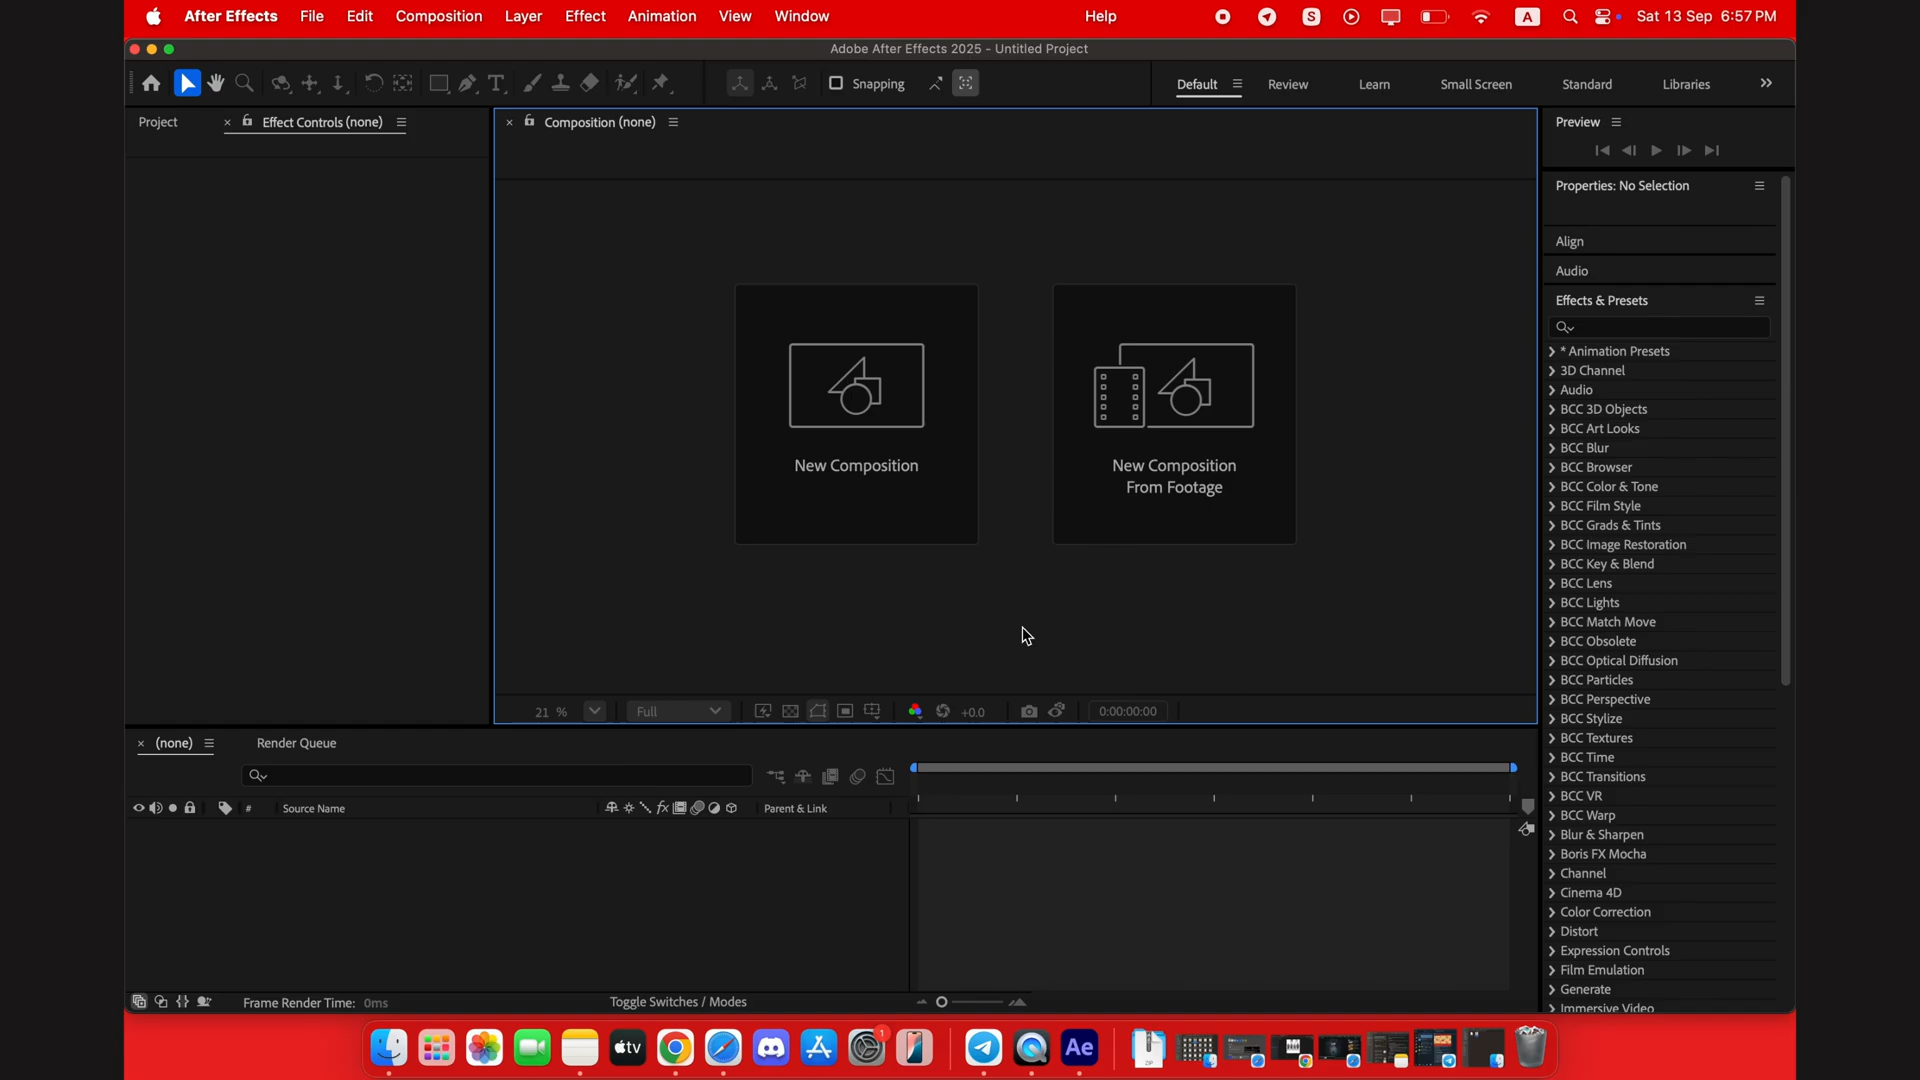 After Effects File Edit Composition Layer Effect Animation View Window Help S A Sat 13 Sep 6:57 PM
Adobe After Effects 2025 - Untitled Project
T Snapping Default Review Learn Small Screen Standard Libraries
Project × Effect Controls (none)
× Composition (none)
Preview
Properties: No Selection
Align
Audio
Effects & Presets
* Animation Presets
3D Channel
Audio
BCC 3D Objects
BCC Art Looks
BCC Blur
BCC Browser
BCC Color & Tone
BCC Film Style
BCC Grads & Tints
BCC Image Restoration
BCC Key & Blend
BCC Lens
BCC Lights
BCC Match Move
BCC Obsolete
BCC Optical Diffusion
BCC Particles
BCC Perspective
BCC Stylize
BCC Textures
BCC Time
BCC Transitions
BCC VR
BCC Warp
Blur & Sharpen
Boris FX Mocha
Channel
Cinema 4D
Color Correction
Distort
Expression Controls
Film Emulation
Generate
Immersive Video
New Composition
New Composition
From Footage
21 % Full +0.0 0:00:00:00
× (none) Render Queue
# Source Name fx Parent & Link
Frame Render Time: 0ms Toggle Switches / Modes
tv 1 Ae ZIP